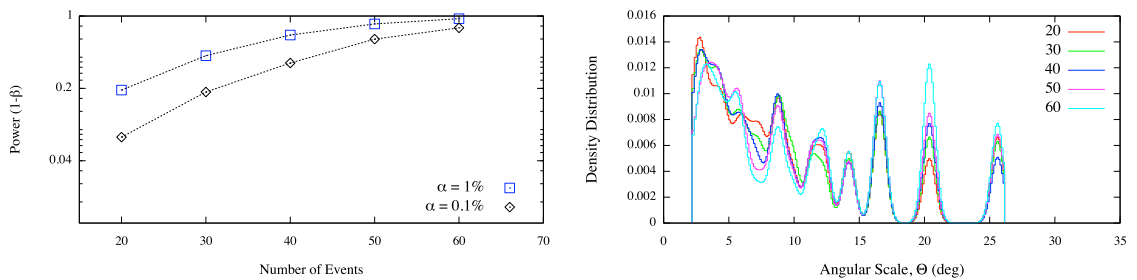 1
0.2
0.04
20 30 40 50 60 70
Power (1-β)
Number of Events
α = 1%
α = 0.1%
0.016
0.014
0.012
0.01
0.008
0.006
0.004
0.002
0
0 5 10 15 20 25 30 35
Density Distribution
Angular Scale, Θ (deg)
20
30
40
50
60